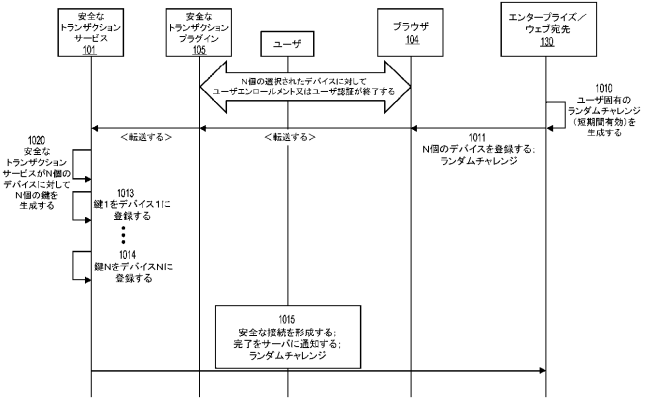 安全な
トランザクション
サービス
101
安全な
トランザクション
プラグイン
105
ユーザ
ブラウザ
104
エンタープライズ／
ウェブ宛先
130
N個の選択されたデバイスに対して
ユーザエンロールメント又はユーザ認証が終了する
1010
ユーザ固有の
ランダムチャレンジ
（短期間有効）を
生成する
＜転送する＞
＜転送する＞
1011
N個のデバイスを登録する；
ランダムチャレンジ
1020
安全な
トランザクション
サービスがN個の
デバイスに対して
N個の鍵を
生成する
1013
鍵1をデバイス1に
登録する
1014
鍵Nをデバイスnに
登録する
1015
安全な接続を形成する；
完了をサーバに通知する；
ランダムチャレンジ